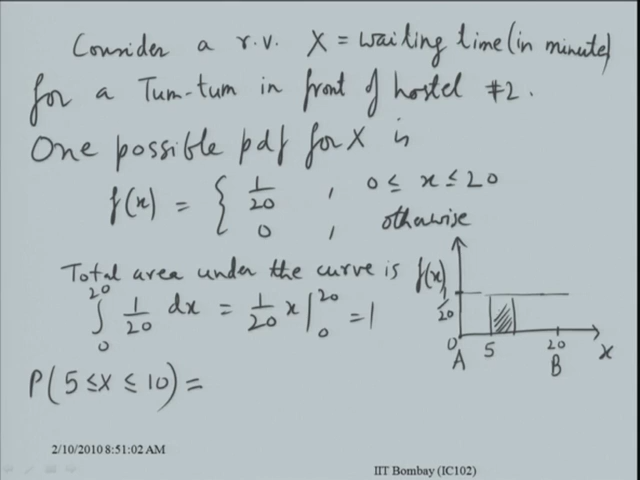 Consider a r.v. X = waiting time (in minute)
for a Tum-tum in front of hostel #2.
One possible pdf for X is
f(x) = { 1/20 , 0 ≤ x ≤ 20
0 , otherwise
Total area under the curve is
∫₀²⁰ 1/20 dx = 1/20 x |₀²⁰ = 1
f(x)
1/20
0 5 20 x
A B
P(5 ≤ X ≤ 10) =
2/10/2010 8:51:02 AM
IIT Bombay (IC102)